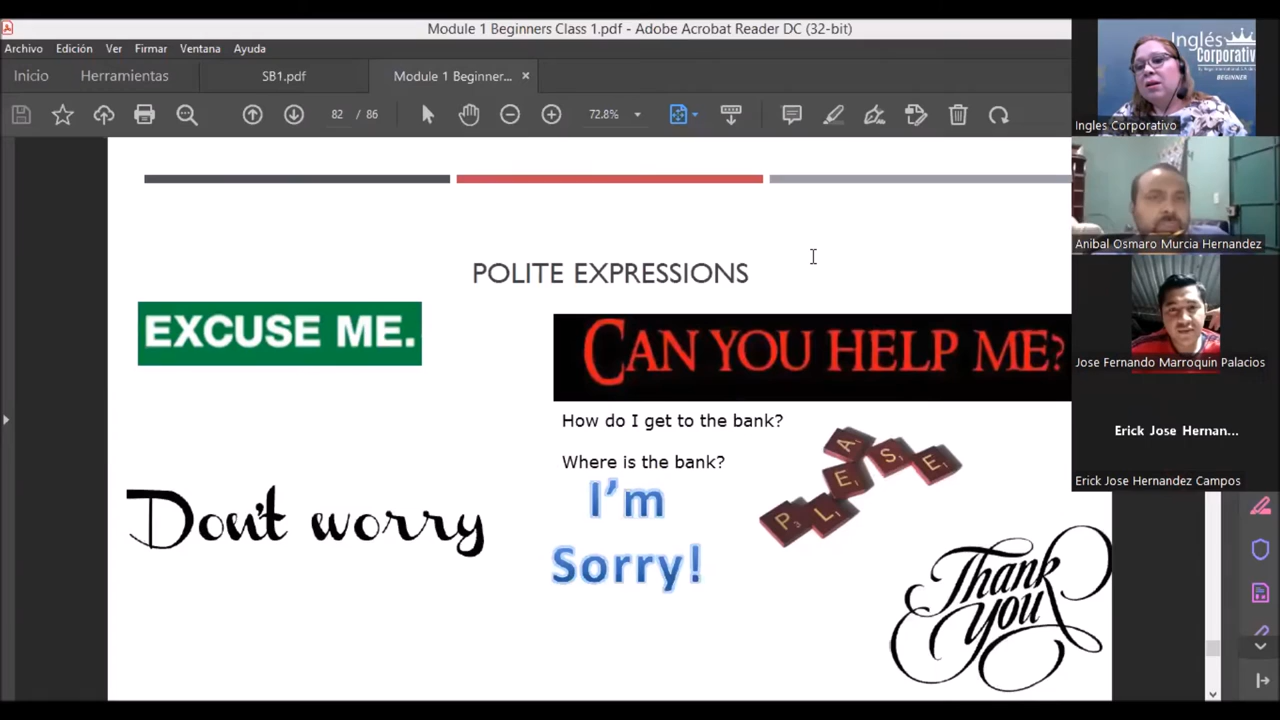 Module 1 Beginners Class 1.pdf - Adobe Acrobat Reader DC (32-bit)
Archivo Edición Ver Firmar Ventana Ayuda
Inicio Herramientas SB1.pdf Module 1 Beginner... ×
82 / 86 72.8%
POLITE EXPRESSIONS
EXCUSE ME.
CAN YOU HELP ME?
How do I get to the bank?
Where is the bank?
PLEASE
Don't worry
I'm
Sorry!
Thank
you
Inglés
Corporativ
BEGINNER
Ingles Corporativo
Anibal Osmaro Murcia Hernandez
Jose Fernando Marroquin Palacios
Erick Jose Hernan...
Erick Jose Hernandez Campos